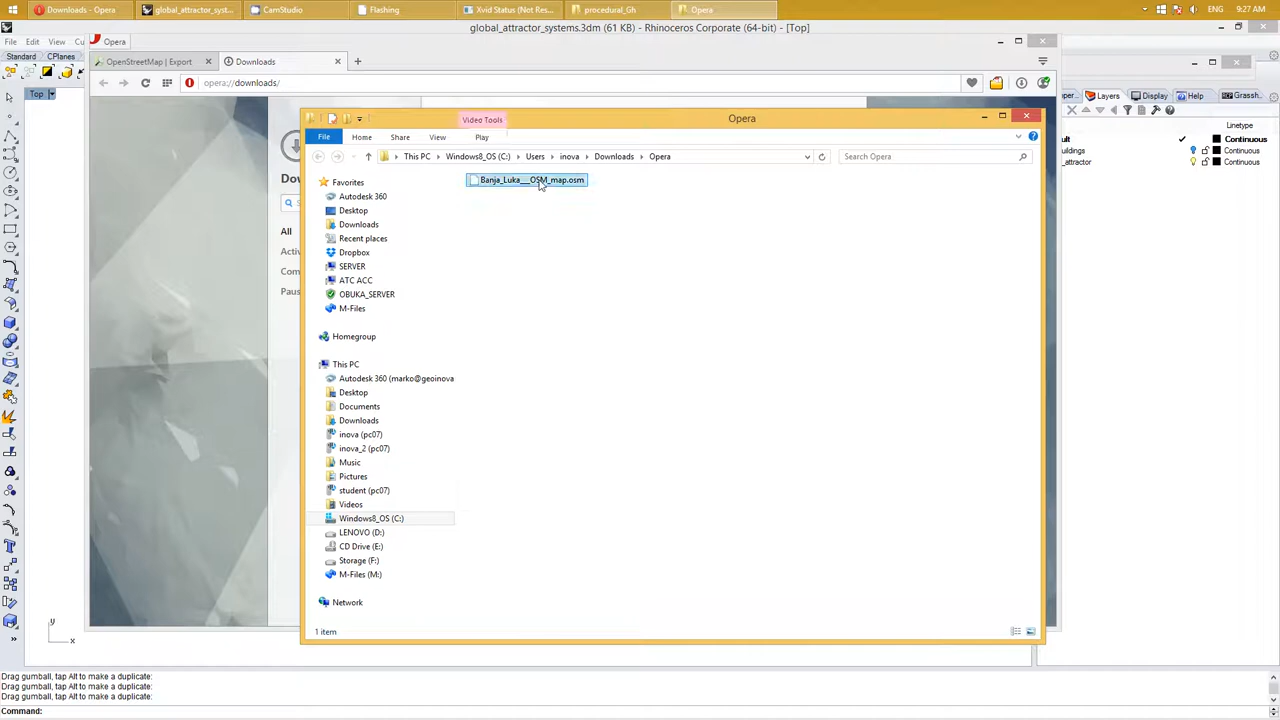 Downloads - Opera
global_attractor_syst...
CamStudio
Flashing
Xvid Status (Not Res...
procedural_Gh
Opera
ENG
9:27 AM
global_attractor_systems.3dm (61 KB) - Rhinoceros Corporate (64-bit) - [Top]
File Edit View
Opera
Standard CPlanes
OpenStreetMap | Export
Downloads
opera://downloads/
Top
Layers
Display
Help
Grassh
Linetype
Continuous
uildings
Continuous
_attractor
Continuous
All
Video Tools
Opera
File Home Share View Play
This PC Windows8_OS (C:) Users inova Downloads Opera
Search Opera
Banja_Luka___OSM_map.osm
Favorites
Autodesk 360
Desktop
Downloads
Recent places
Dropbox
SERVER
ATC ACC
OBUKA_SERVER
M-Files
Homegroup
This PC
Autodesk 360 (marko@geoinova
Desktop
Documents
Downloads
inova (pc07)
inova_2 (pc07)
Music
Pictures
student (pc07)
Videos
Windows8_OS (C:)
LENOVO (D:)
CD Drive (E:)
Storage (F:)
M-Files (M:)
Network
1 item
y
x
Drag gumball, tap Alt to make a duplicate:
Drag gumball, tap Alt to make a duplicate:
Drag gumball, tap Alt to make a duplicate:
Command: